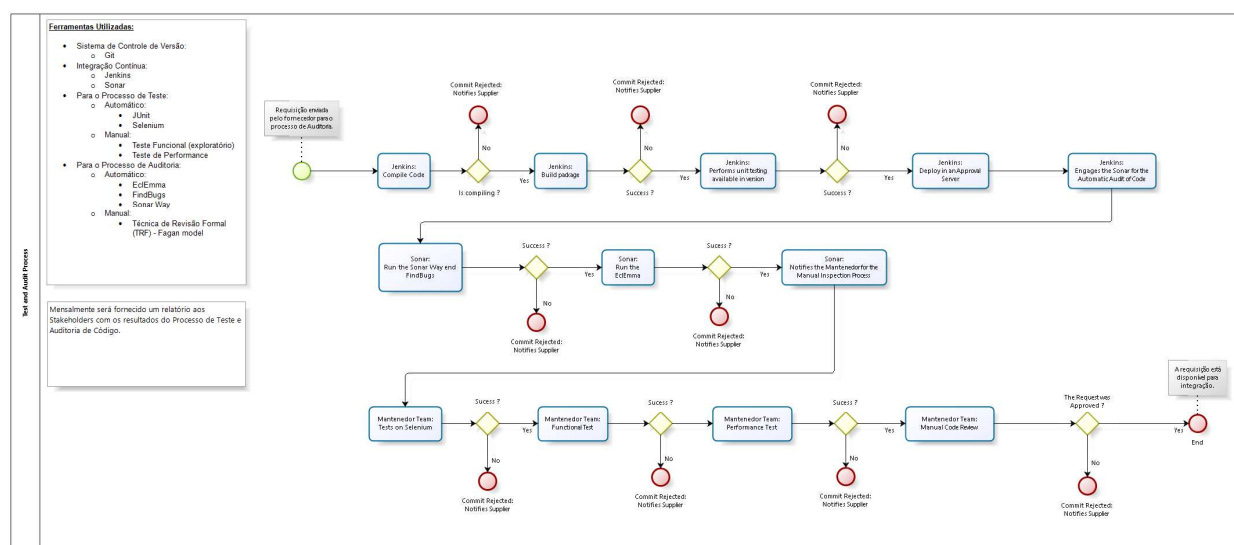 Test and Audit Process
Ferramentas Utilizadas:
Sistema de Controle de Versão:
Git
Integração Contínua:
Jenkins
Sonar
Para o Processo de Teste:
Automático:
JUnit
Selenium
Manual:
Teste Funcional (exploratório)
Teste de Performance
Para o Processo de Auditoria:
Automático:
EclEmma
FindBugs
Sonar Way
Manual:
Técnica de Revisão Formal
(TRF) - Fagan model
Mensalmente será fornecido um relatório aos
Stakeholders com os resultados do Processo de Teste e
Auditoria de Código.
Requisição enviada
pelo fornecedor para o
processo de Auditoria.
Jenkins:
Compile Code
Commit Rejected:
Notifies Supplier
No
Is compiling ?
Yes
Jenkins:
Build package
Commit Rejected:
Notifies Supplier
No
Success ?
Yes
Jenkins:
Performs unit testing
available in version
Commit Rejected:
Notifies Supplier
No
Success ?
Yes
Jenkins:
Deploy in an Approval
Server
Jenkins:
Engages the Sonar for the
Automatic Audit of Code
Sonar:
Run the Sonar Way end
FindBugs
Sucess ?
Yes
No
Commit Rejected:
Notifies Supplier
Sonar:
Run the
EclEmma
Sucess ?
Yes
No
Commit Rejected:
Notifies Supplier
Sonar:
Notifies the Mantenedor for the
Manual Inspection Process
Mantenedor Team:
Tests on Selenium
Sucess ?
Yes
No
Commit Rejected:
Notifies Supplier
Mantenedor Team:
Functional Test
Sucess ?
Yes
No
Commit Rejected:
Notifies Supplier
Mantenedor Team:
Performance Test
Sucess ?
Yes
No
Commit Rejected:
Notifies Supplier
Mantenedor Team:
Manual Code Review
The Request was
Approved ?
Yes
No
Commit Rejected:
Notifies Supplier
A requisição está
disponível para
integração.
End